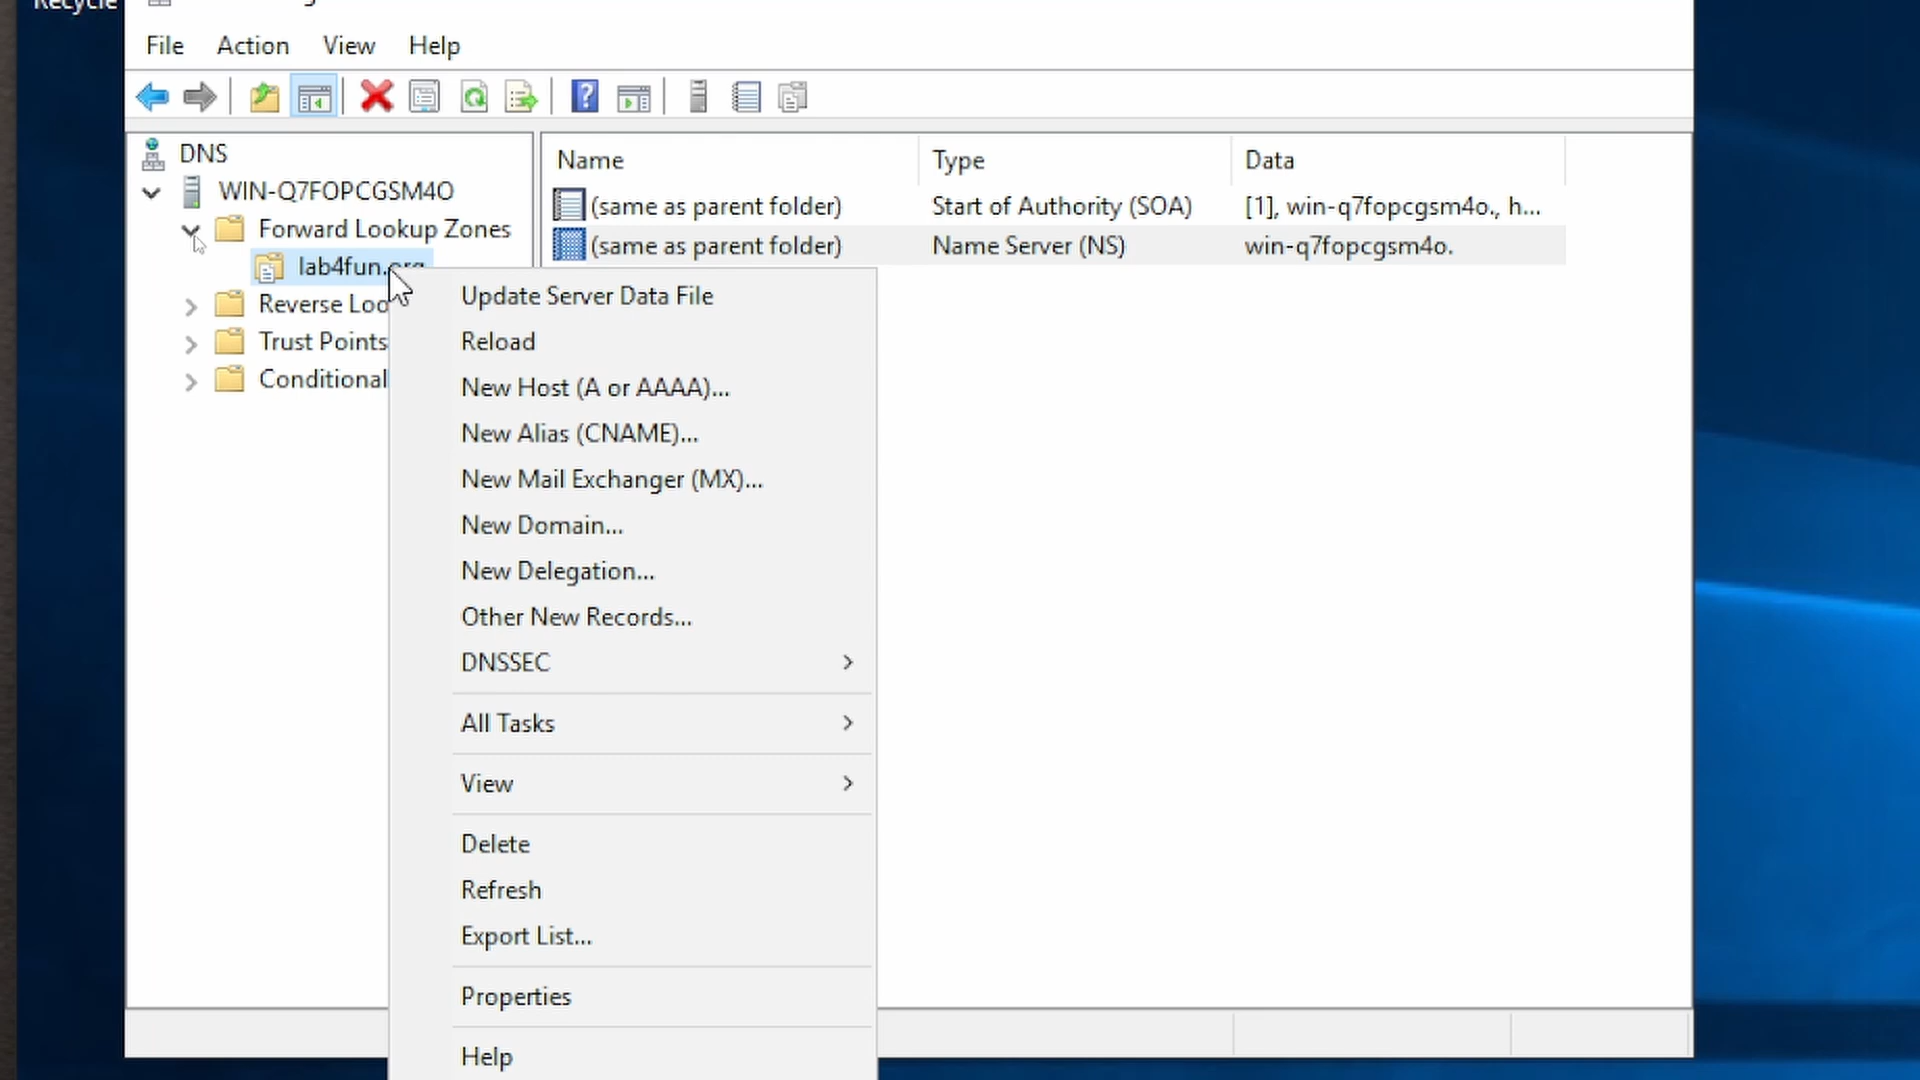 Recycle
File Action View Help
DNS
WIN-Q7FOPCGSM4O
Forward Lookup Zones
lab4fun.org
Reverse Loo
Trust Points
Conditional
Name Type Data
(same as parent folder) Start of Authority (SOA) [1], win-q7fopcgsm4o., h...
(same as parent folder) Name Server (NS) win-q7fopcgsm4o.
Update Server Data File
Reload
New Host (A or AAAA)...
New Alias (CNAME)...
New Mail Exchanger (MX)...
New Domain...
New Delegation...
Other New Records...
DNSSEC
All Tasks
View
Delete
Refresh
Export List...
Properties
Help